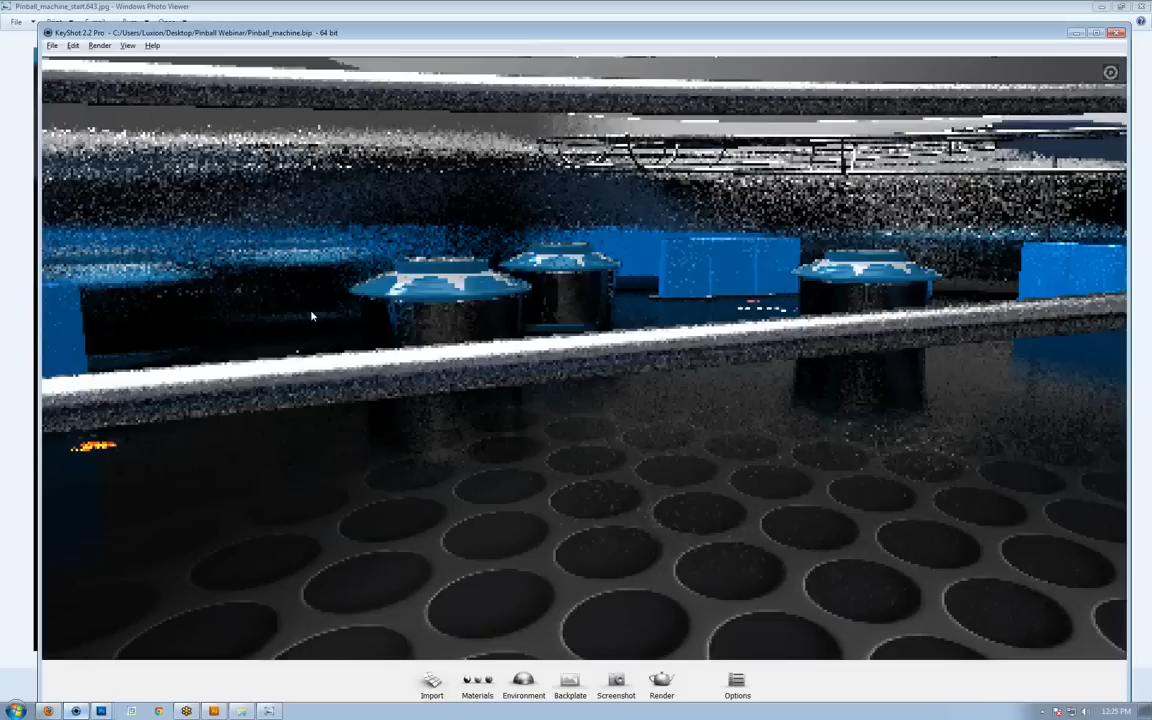 Pinball_machine_start.643.jpg - Windows Photo Viewer
File
KeyShot 2.2 Pro - C:/Users/Luxion/Desktop/Pinball Webinar/Pinball_machine.bip - 64 bit
File Edit Render View Help
Import Materials Environment Backplate Screenshot Render Options
12:25 PM